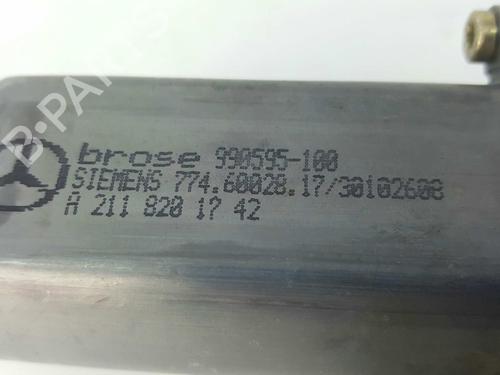 B-PARTS
brose 990595-100
SIEMENS 774.60028.17/30102608
A 211 820 17 42